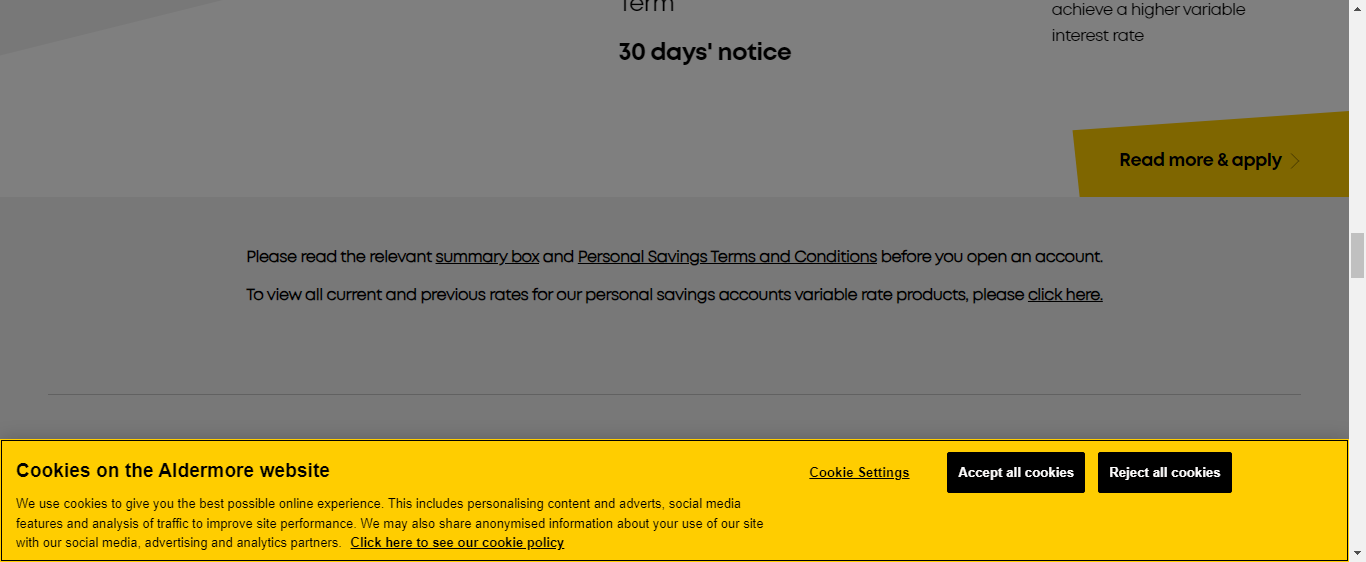 Term
30 days' notice
achieve a higher variable
interest rate
Read more & apply
Please read the relevant summary box and Personal Savings Terms and Conditions before you open an account.
To view all current and previous rates for our personal savings accounts variable rate products, please click here.
Cookies on the Aldermore website
We use cookies to give you the best possible online experience. This includes personalising content and adverts, social media
features and analysis of traffic to improve site performance. We may also share anonymised information about your use of our site
with our social media, advertising and analytics partners. Click here to see our cookie policy
Cookie Settings
Accept all cookies
Reject all cookies